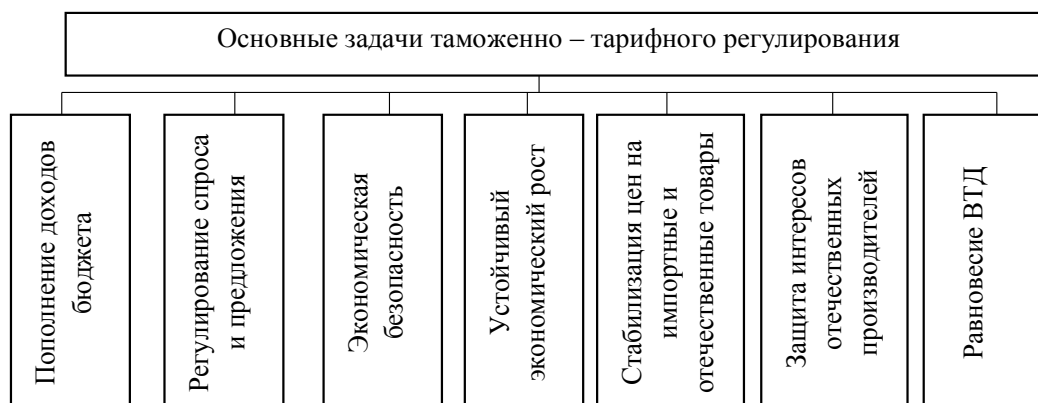 Основные задачи таможенно – тарифного регулирования
Пополнение доходов
бюджета
Регулирование спроса
и предложения
Экономическая
безопасность
Устойчивый
экономический рост
Стабилизация цен на
импортные и
отечественные товары
Защита интересов
отечественных
производителей
Равновесие ВТД